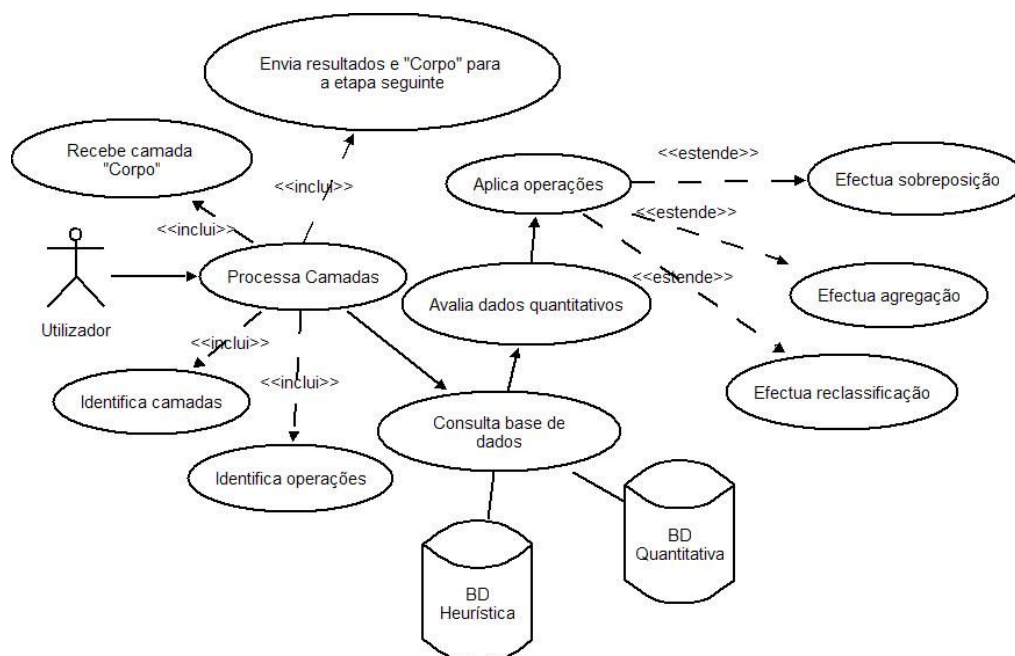 Envia resultados e "Corpo" para
a etapa seguinte
Recebe camada
"Corpo"
<<inclui>>
<<inclui>>
Aplica operações
<<estende>>
Efectua sobreposição
<<estende>>
<<estende>>
Utilizador
Processa Camadas
Avalia dados quantitativos
Efectua agregação
<<inclui>>
<<inclui>>
Identifica camadas
Efectua reclassificação
Consulta base de
dados
Identifica operações
BD
Quantitativa
BD
Heurística